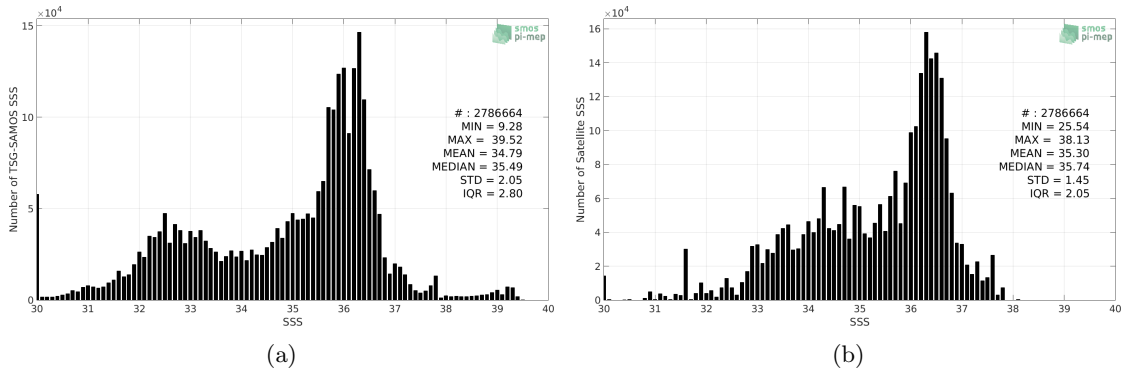 ×10⁴
15
10
5
0
30 31 32 33 34 35 36 37 38 39 40
SSS
Number of TSG-SAMOS SSS
smos
pi-mep
# : 2786664
MIN = 9.28
MAX = 39.52
MEAN = 34.79
MEDIAN = 35.49
STD = 2.05
IQR = 2.80
(a)
×10⁴
16
14
12
10
8
6
4
2
0
30 31 32 33 34 35 36 37 38 39 40
SSS
Number of Satellite SSS
smos
pi-mep
# : 2786664
MIN = 25.54
MAX = 38.13
MEAN = 35.30
MEDIAN = 35.74
STD = 1.45
IQR = 2.05
(b)